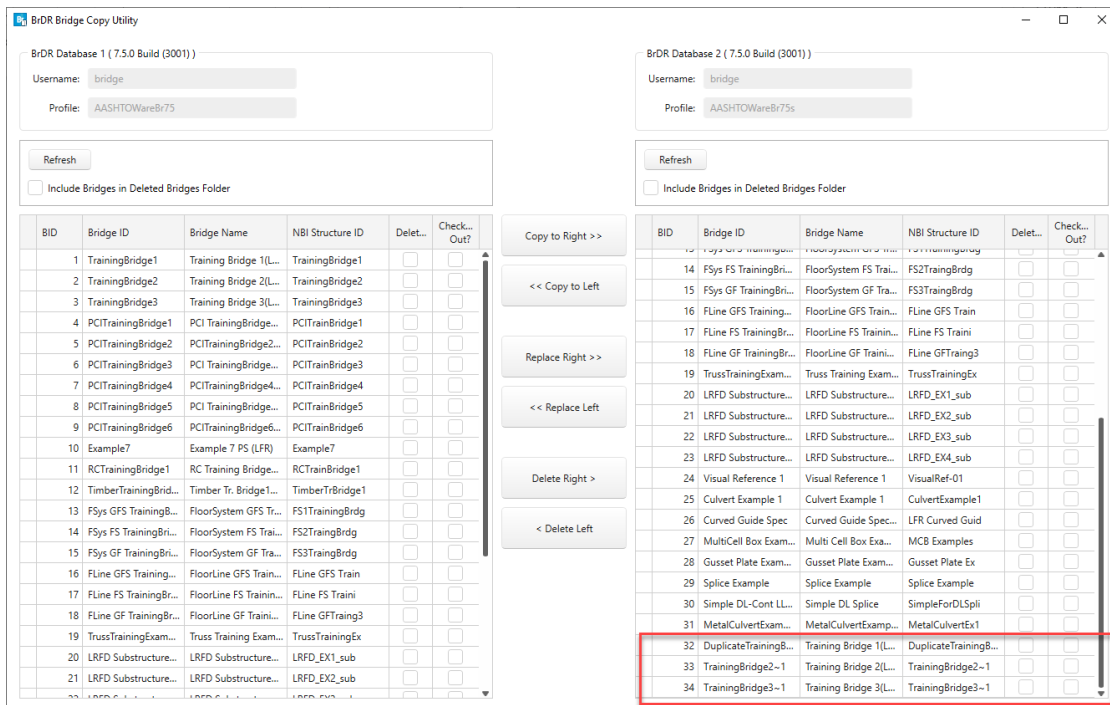 BrDR Bridge Copy Utility
BrDR Database 1 ( 7.5.0 Build (3001) )
Username: bridge
Profile: AASHTOWareBr75
Refresh
Include Bridges in Deleted Bridges Folder
BID Bridge ID Bridge Name NBI Structure ID Delet... Check... Out?
1 TrainingBridge1 Training Bridge 1(L... TrainingBridge1
2 TrainingBridge2 Training Bridge 2(L... TrainingBridge2
3 TrainingBridge3 Training Bridge 3(L... TrainingBridge3
4 PCITrainingBridge1 PCI TrainingBridge... PCITrainBridge1
5 PCITrainingBridge2 PCITrainingBridge2... PCITrainBridge2
6 PCITrainingBridge3 PCI TrainingBridge... PCITrainBridge3
7 PCITrainingBridge4 PCITrainingBridge4... PCITrainBridge4
8 PCITrainingBridge5 PCI TrainingBridge... PCITrainBridge5
9 PCITrainingBridge6 PCITrainingBridge6... PCITrainBridge6
10 Example7 Example 7 PS (LFR) Example7
11 RCTrainingBridge1 RC Training Bridge... RCTrainBridge1
12 TimberTrainingBrid... Timber Tr. Bridge1... TimberTrBridge1
13 FSys GFS TrainingB... FloorSystem GFS Tr... FS1TrainingBrdg
14 FSys FS TrainingBri... FloorSystem FS Trai... FS2TraingBrdg
15 FSys GF TrainingBri... FloorSystem GF Tra... FS3TraingBrdg
16 FLine GFS Training... FloorLine GFS Train... FLine GFS Train
17 FLine FS TrainingBr... FloorLine FS Trainin... FLine FS Traini
18 FLine GF TrainingBr... FloorLine GF Traini... FLine GFTraing3
19 TrussTrainingExam... Truss Training Exam... TrussTrainingEx
20 LRFD Substructure... LRFD Substructure... LRFD_EX1_sub
21 LRFD Substructure... LRFD Substructure... LRFD_EX2_sub
Copy to Right >>
<< Copy to Left
Replace Right >>
<< Replace Left
Delete Right >
< Delete Left
BrDR Database 2 ( 7.5.0 Build (3001) )
Username: bridge
Profile: AASHTOWareBr75s
Refresh
Include Bridges in Deleted Bridges Folder
BID Bridge ID Bridge Name NBI Structure ID Delet... Check... Out?
14 FSys FS TrainingBri... FloorSystem FS Trai... FS2TraingBrdg
15 FSys GF TrainingBri... FloorSystem GF Tra... FS3TraingBrdg
16 FLine GFS Training... FloorLine GFS Train... FLine GFS Train
17 FLine FS TrainingBr... FloorLine FS Trainin... FLine FS Traini
18 FLine GF TrainingBr... FloorLine GF Traini... FLine GFTraing3
19 TrussTrainingExam... Truss Training Exam... TrussTrainingEx
20 LRFD Substructure... LRFD Substructure... LRFD_EX1_sub
21 LRFD Substructure... LRFD Substructure... LRFD_EX2_sub
22 LRFD Substructure... LRFD Substructure... LRFD_EX3_sub
23 LRFD Substructure... LRFD Substructure... LRFD_EX4_sub
24 Visual Reference 1 Visual Reference 1 VisualRef-01
25 Culvert Example 1 Culvert Example 1 CulvertExample1
26 Curved Guide Spec Curved Guide Spec... LFR Curved Guid
27 MultiCell Box Exam... Multi Cell Box Exa... MCB Examples
28 Gusset Plate Exam... Gusset Plate Exam... Gusset Plate Ex
29 Splice Example Splice Example Splice Example
30 Simple DL-Cont LL... Simple DL Splice SimpleForDLSpli
31 MetalCulvertExam... MetalCulvertExamp... MetalCulvertEx1
32 DuplicateTrainingB... Training Bridge 1(L... DuplicateTrainingB...
33 TrainingBridge2~1 Training Bridge 2(L... TrainingBridge2~1
34 TrainingBridge3~1 Training Bridge 3(L... TrainingBridge3~1